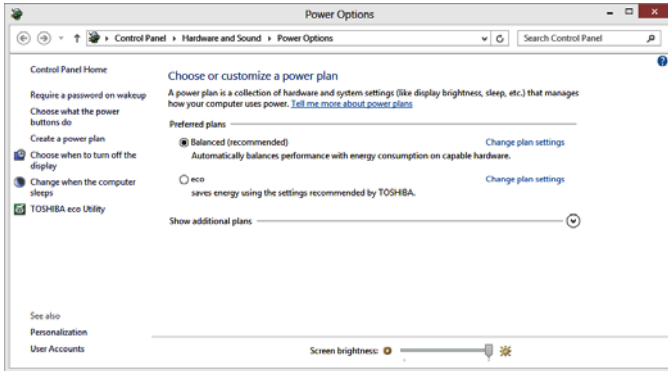 Power Options
Control Panel ▸ Hardware and Sound ▸ Power Options
Search Control Panel
Control Panel Home
Require a password on wakeup
Choose what the power
buttons do
Create a power plan
Choose when to turn off the
display
Change when the computer
sleeps
TOSHIBA eco Utility
See also
Personalization
User Accounts
Choose or customize a power plan
A power plan is a collection of hardware and system settings (like display brightness, sleep, etc.) that manages
how your computer uses power. Tell me more about power plans
Preferred plans
Balanced (recommended) Change plan settings
Automatically balances performance with energy consumption on capable hardware.
eco Change plan settings
saves energy using the settings recommended by TOSHIBA.
Show additional plans
Screen brightness: